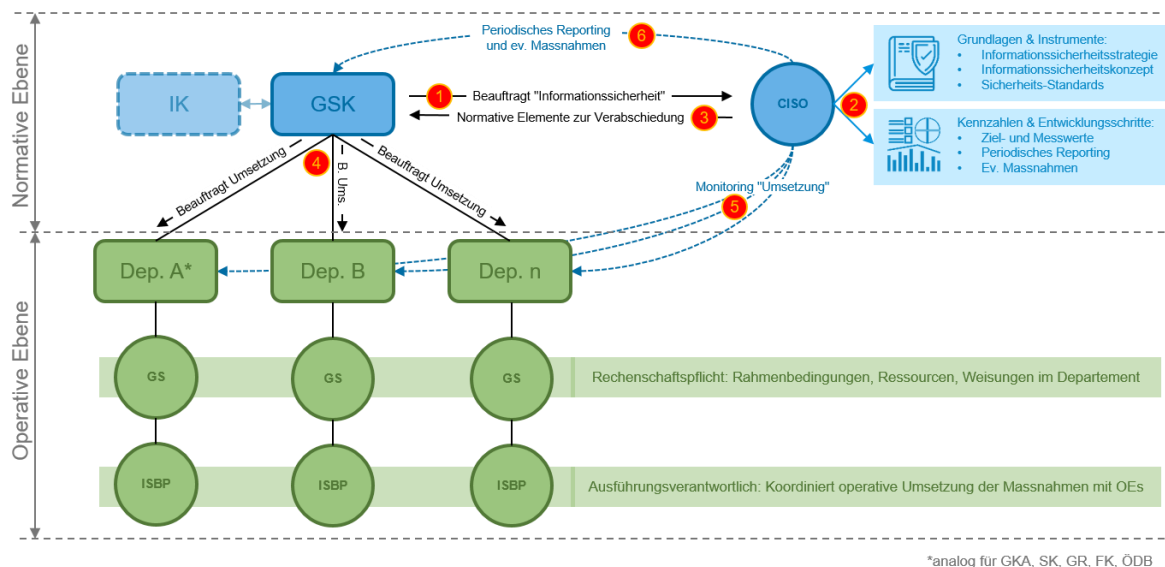 Normative Ebene
Periodisches Reporting
und ev. Massnahmen
6
Grundlagen & Instrumente:
• Informationssicherheitsstrategie
• Informationssicherheitskonzept
• Sicherheits-Standards
IK
GSK
1
Beauftragt "Informationssicherheit"
Normative Elemente zur Verabschiedung
3
CISO
2
Kennzahlen & Entwicklungsschritte:
• Ziel- und Messwerte
• Periodisches Reporting
• Ev. Massnahmen
4
Beauftragt Umsetzung
B. Ums.
Beauftragt Umsetzung
Monitoring "Umsetzung"
5
Operative Ebene
Dep. A*
Dep. B
Dep. n
GS
GS
GS
Rechenschaftspflicht: Rahmenbedingungen, Ressourcen, Weisungen im Departement
ISBP
ISBP
ISBP
Ausführungsverantwortlich: Koordiniert operative Umsetzung der Massnahmen mit OEs
*analog für GKA, SK, GR, FK, ÖDB